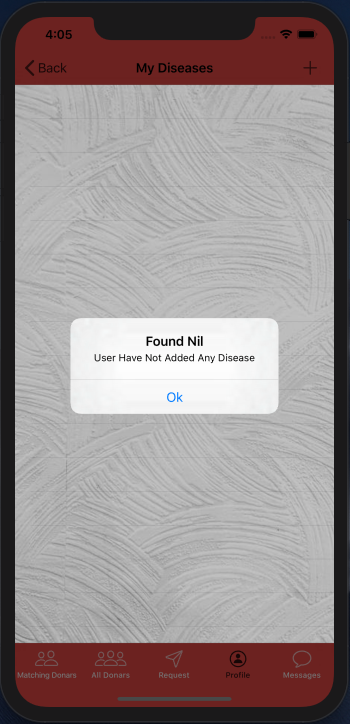 4:05
Back
My Diseases
Found Nil
User Have Not Added Any Disease
Ok
Matching Donars
All Donars
Request
Profile
Messages